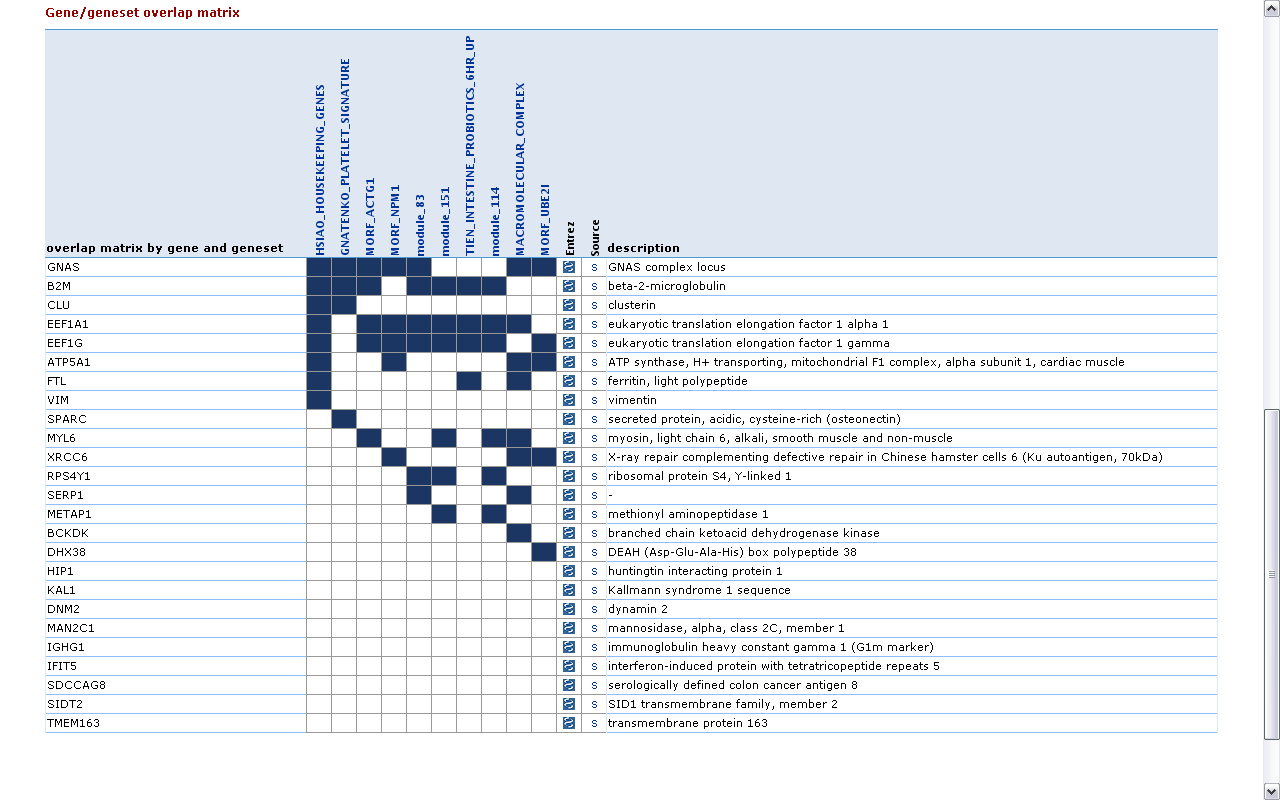 Gene/geneset overlap matrix
overlap matrix by gene and geneset HSIAO_HOUSEKEEPING_GENES GNATENKO_PLATELET_SIGNATURE MORF_ACTG1 MORF_NPM1 module_83 module_151 TIEN_INTESTINE_PROBIOTICS_6HR_UP module_114 MACROMOLECULAR_COMPLEX MORF_UBE2I Entrez Source description
GNAS s GNAS complex locus
B2M s beta-2-microglobulin
CLU s clusterin
EEF1A1 s eukaryotic translation elongation factor 1 alpha 1
EEF1G s eukaryotic translation elongation factor 1 gamma
ATP5A1 s ATP synthase, H+ transporting, mitochondrial F1 complex, alpha subunit 1, cardiac muscle
FTL s ferritin, light polypeptide
VIM s vimentin
SPARC s secreted protein, acidic, cysteine-rich (osteonectin)
MYL6 s myosin, light chain 6, alkali, smooth muscle and non-muscle
XRCC6 s X-ray repair complementing defective repair in Chinese hamster cells 6 (Ku autoantigen, 70kDa)
RPS4Y1 s ribosomal protein S4, Y-linked 1
SERP1 s -
METAP1 s methionyl aminopeptidase 1
BCKDK s branched chain ketoacid dehydrogenase kinase
DHX38 s DEAH (Asp-Glu-Ala-His) box polypeptide 38
HIP1 s huntingtin interacting protein 1
KAL1 s Kallmann syndrome 1 sequence
DNM2 s dynamin 2
MAN2C1 s mannosidase, alpha, class 2C, member 1
IGHG1 s immunoglobulin heavy constant gamma 1 (G1m marker)
IFIT5 s interferon-induced protein with tetratricopeptide repeats 5
SDCCAG8 s serologically defined colon cancer antigen 8
SIDT2 s SID1 transmembrane family, member 2
TMEM163 s transmembrane protein 163